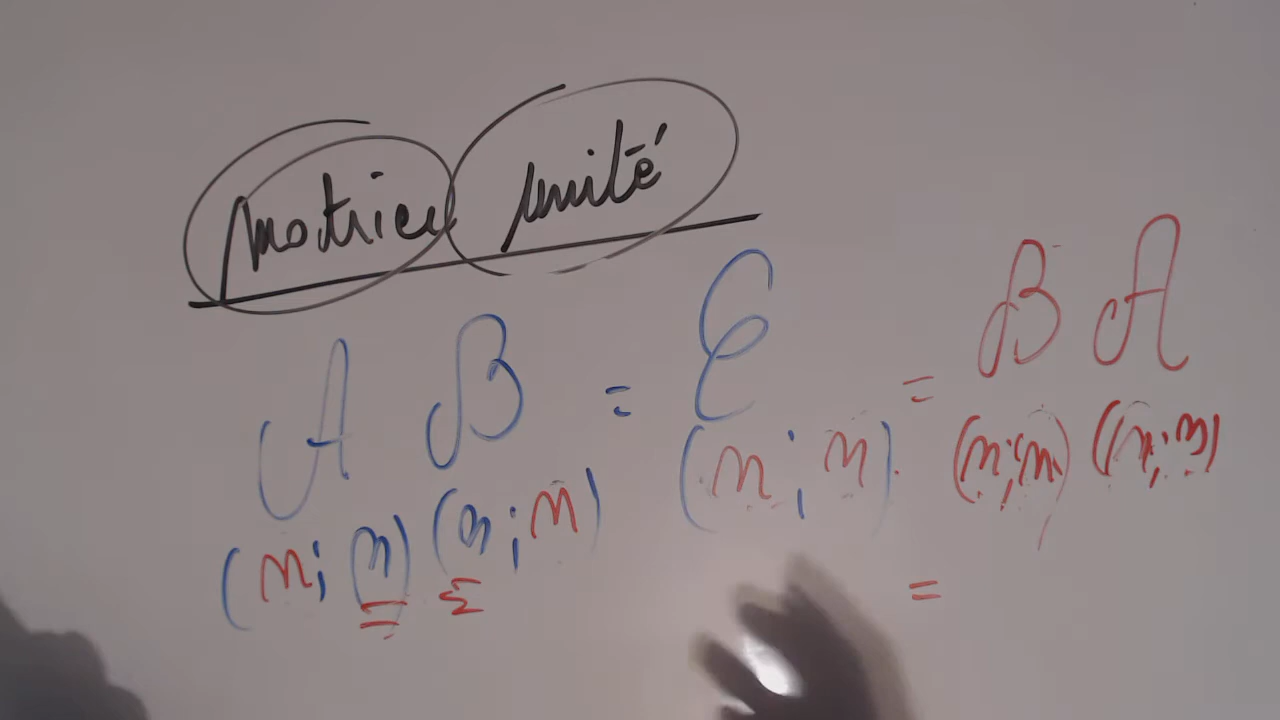 Matrice unité
A B = C = B A
(n; n) (n; n) (n; n) (n; n) (n; n)
=